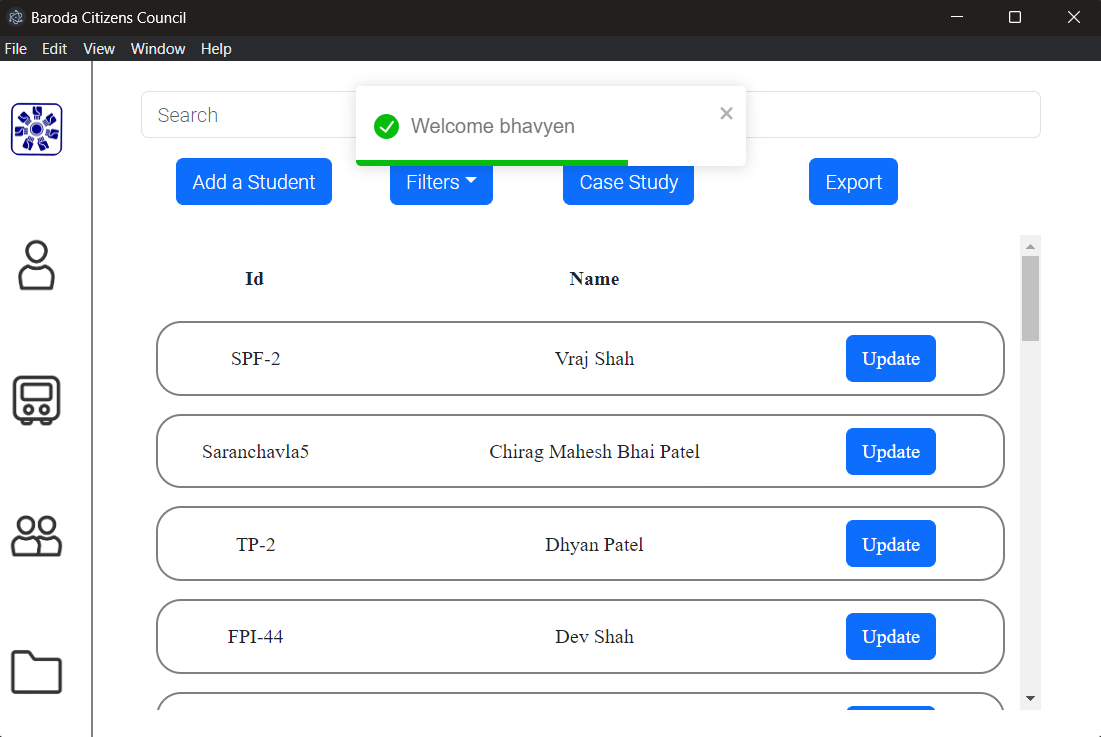 Baroda Citizens Council
File Edit View Window Help
Search
Welcome bhavyen
Add a Student Filters Case Study Export
Id Name
SPF-2 Vraj Shah Update
Saranchavla5 Chirag Mahesh Bhai Patel Update
TP-2 Dhyan Patel Update
FPI-44 Dev Shah Update